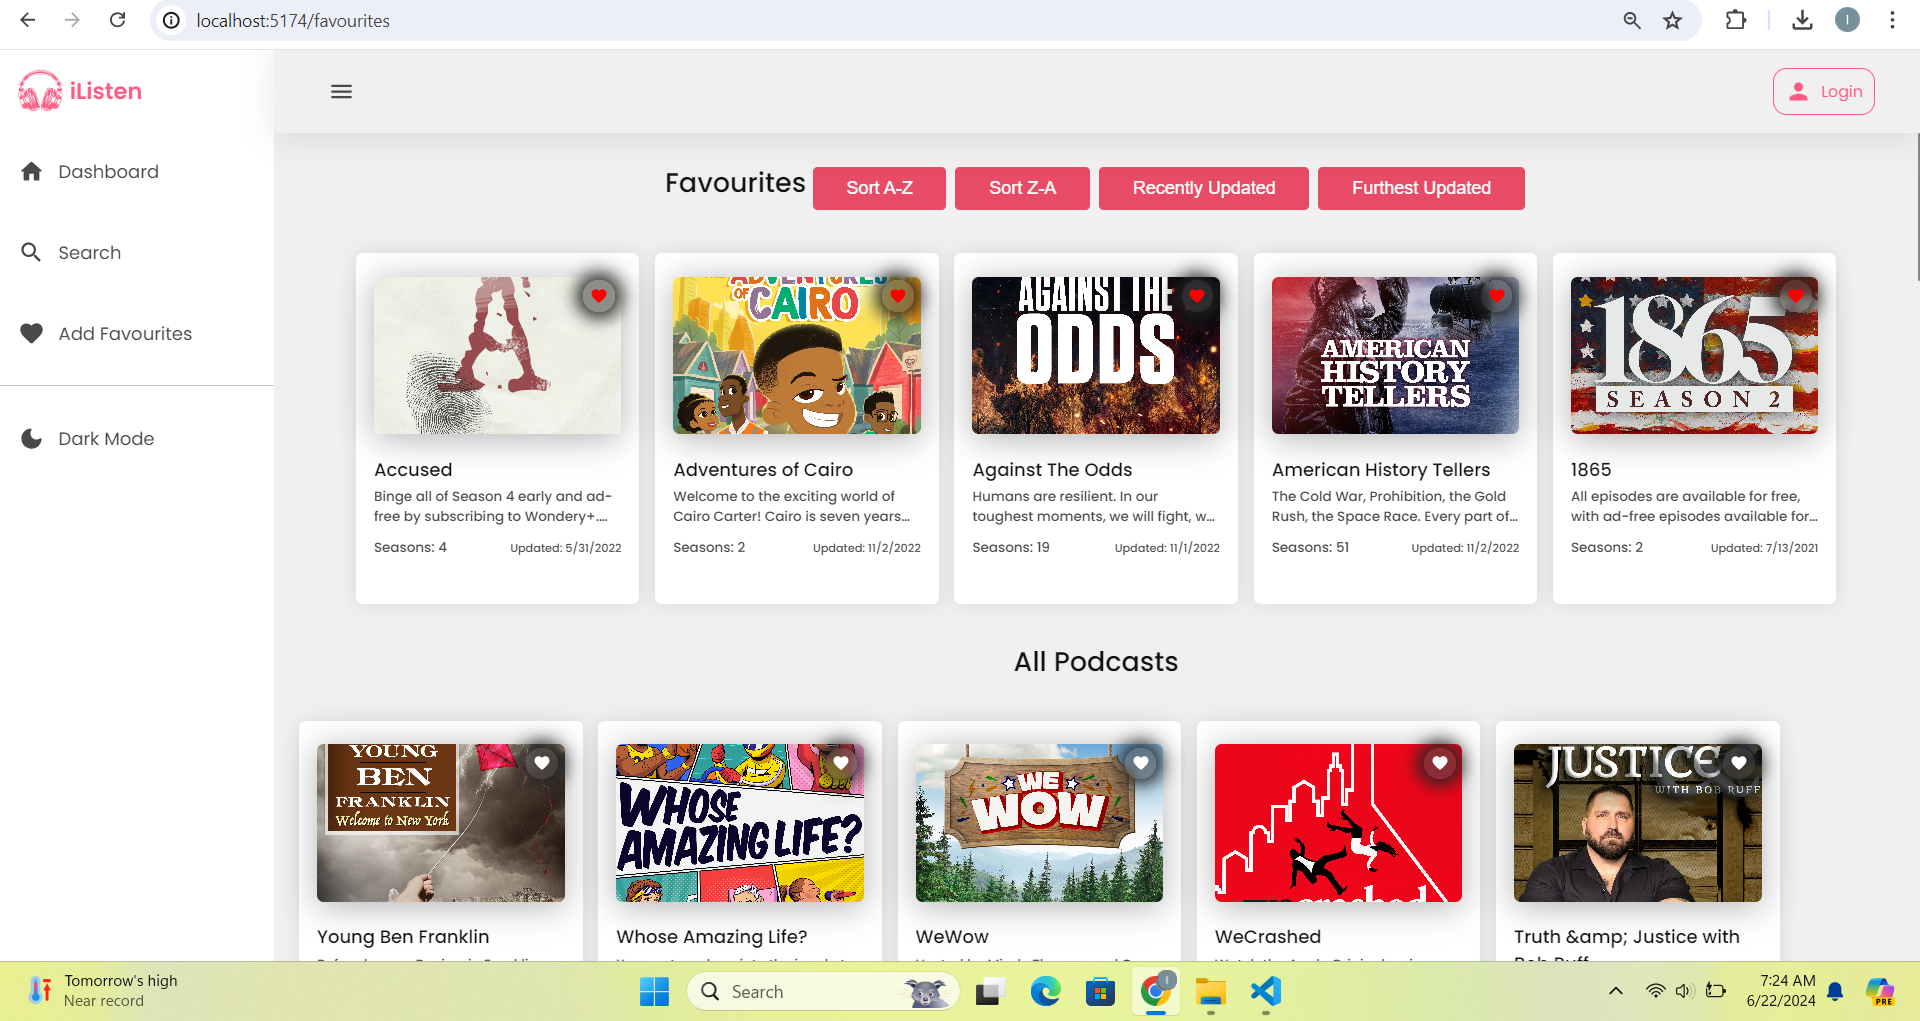 localhost:5174/favourites
I
iListen
Login
Dashboard
Search
Add Favourites
Dark Mode
Favourites Sort A-Z Sort Z-A Recently Updated Furthest Updated
A
ADVENTURES
OF CAIRO
AGAINST THE
ODDS
AMERICAN
HISTORY
TELLERS
1865
SEASON 2
Accused
Binge all of Season 4 early and ad-
free by subscribing to Wondery+....
Seasons: 4 Updated: 5/31/2022
Adventures of Cairo
Welcome to the exciting world of
Cairo Carter! Cairo is seven years...
Seasons: 2 Updated: 11/2/2022
Against The Odds
Humans are resilient. In our
toughest moments, we will fight, w...
Seasons: 19 Updated: 11/1/2022
American History Tellers
The Cold War, Prohibition, the Gold
Rush, the Space Race. Every part of...
Seasons: 51 Updated: 11/2/2022
1865
All episodes are available for free,
with ad-free episodes available for...
Seasons: 2 Updated: 7/13/2021
All Podcasts
YOUNG
BEN
FRANKLIN
Welcome to New York
WHOSE
AMAZING LIFE?
WE
WOW
JUSTICE
WITH BOB RUFF
Young Ben Franklin
Whose Amazing Life?
WeWow
WeCrashed
Truth &amp; Justice with
Bob Ruff
Tomorrow's high
Near record
Search
I
7:24 AM
6/22/2024
PRE